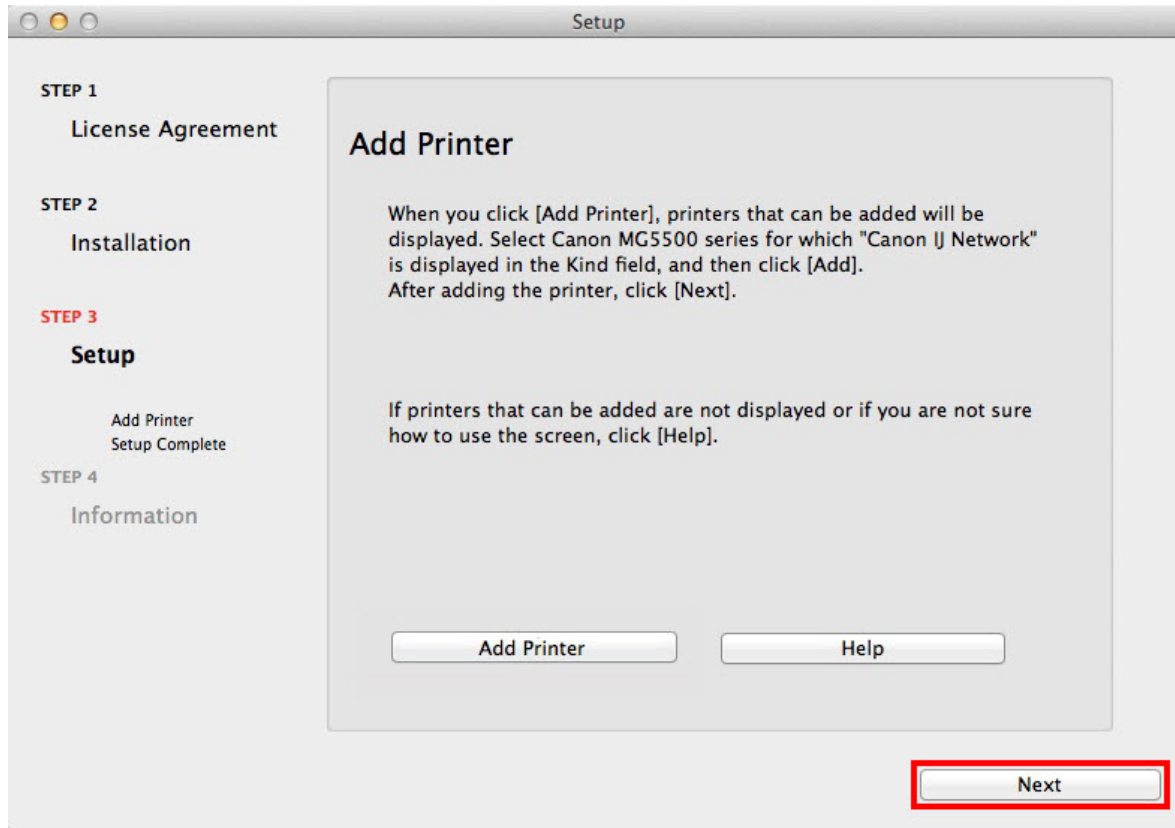 Setup
STEP 1
License Agreement
STEP 2
Installation
STEP 3
Setup
Add Printer
Setup Complete
STEP 4
Information
Add Printer
When you click [Add Printer], printers that can be added will be
displayed. Select Canon MG5500 series for which "Canon IJ Network"
is displayed in the Kind field, and then click [Add].
After adding the printer, click [Next].
If printers that can be added are not displayed or if you are not sure
how to use the screen, click [Help].
Add Printer
Help
Next